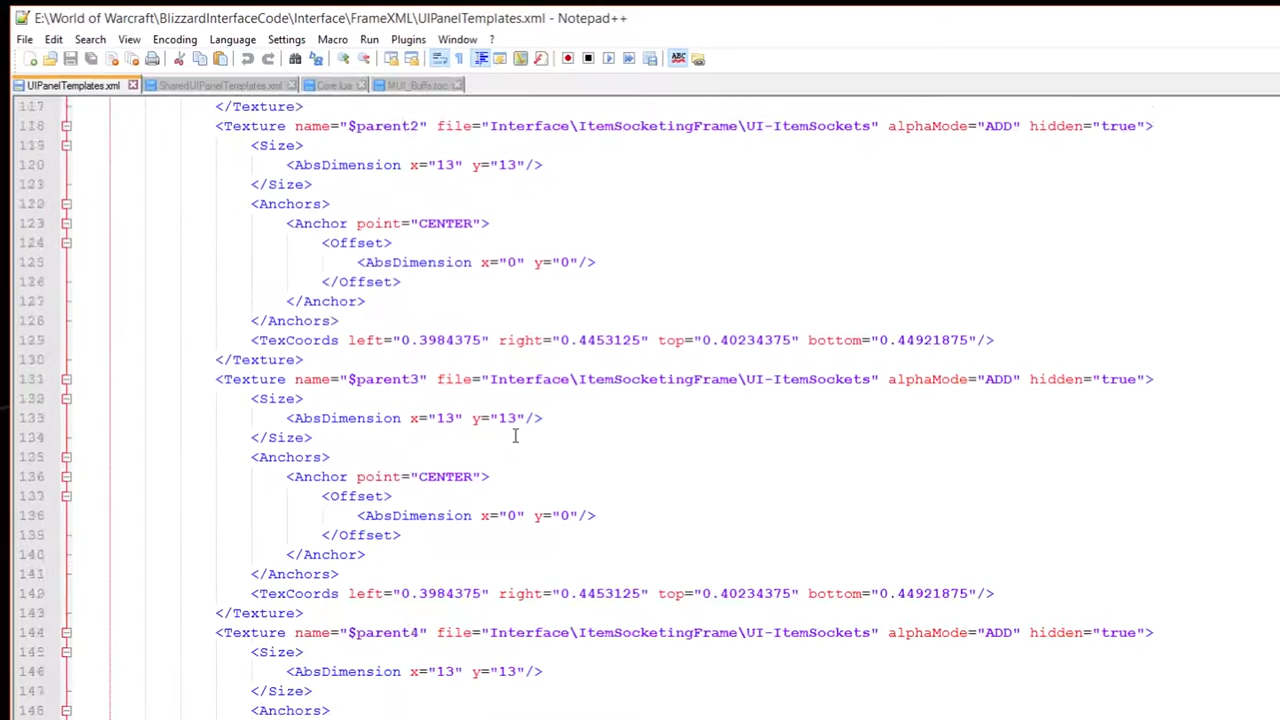 E:\World of Warcraft\BlizzardInterfaceCode\Interface\FrameXML\UIPanelTemplates.xml - Notepad++
File Edit Search View Encoding Language Settings Macro Run Plugins Window ?
UIPanelTemplates.xml SharedUIPanelTemplates.xml Core.lua MUI_Buffs.toc
117 </Texture>
118 <Texture name="$parent2" file="Interface\ItemSocketingFrame\UI-ItemSockets" alphaMode="ADD" hidden="true">
119 <Size>
120 <AbsDimension x="13" y="13"/>
121 </Size>
122 <Anchors>
123 <Anchor point="CENTER">
124 <Offset>
125 <AbsDimension x="0" y="0"/>
126 </Offset>
127 </Anchor>
128 </Anchors>
129 <TexCoords left="0.3984375" right="0.4453125" top="0.40234375" bottom="0.44921875"/>
130 </Texture>
131 <Texture name="$parent3" file="Interface\ItemSocketingFrame\UI-ItemSockets" alphaMode="ADD" hidden="true">
132 <Size>
133 <AbsDimension x="13" y="13"/>
134 </Size>
135 <Anchors>
136 <Anchor point="CENTER">
137 <Offset>
138 <AbsDimension x="0" y="0"/>
139 </Offset>
140 </Anchor>
141 </Anchors>
142 <TexCoords left="0.3984375" right="0.4453125" top="0.40234375" bottom="0.44921875"/>
143 </Texture>
144 <Texture name="$parent4" file="Interface\ItemSocketingFrame\UI-ItemSockets" alphaMode="ADD" hidden="true">
145 <Size>
146 <AbsDimension x="13" y="13"/>
147 </Size>
148 <Anchors>